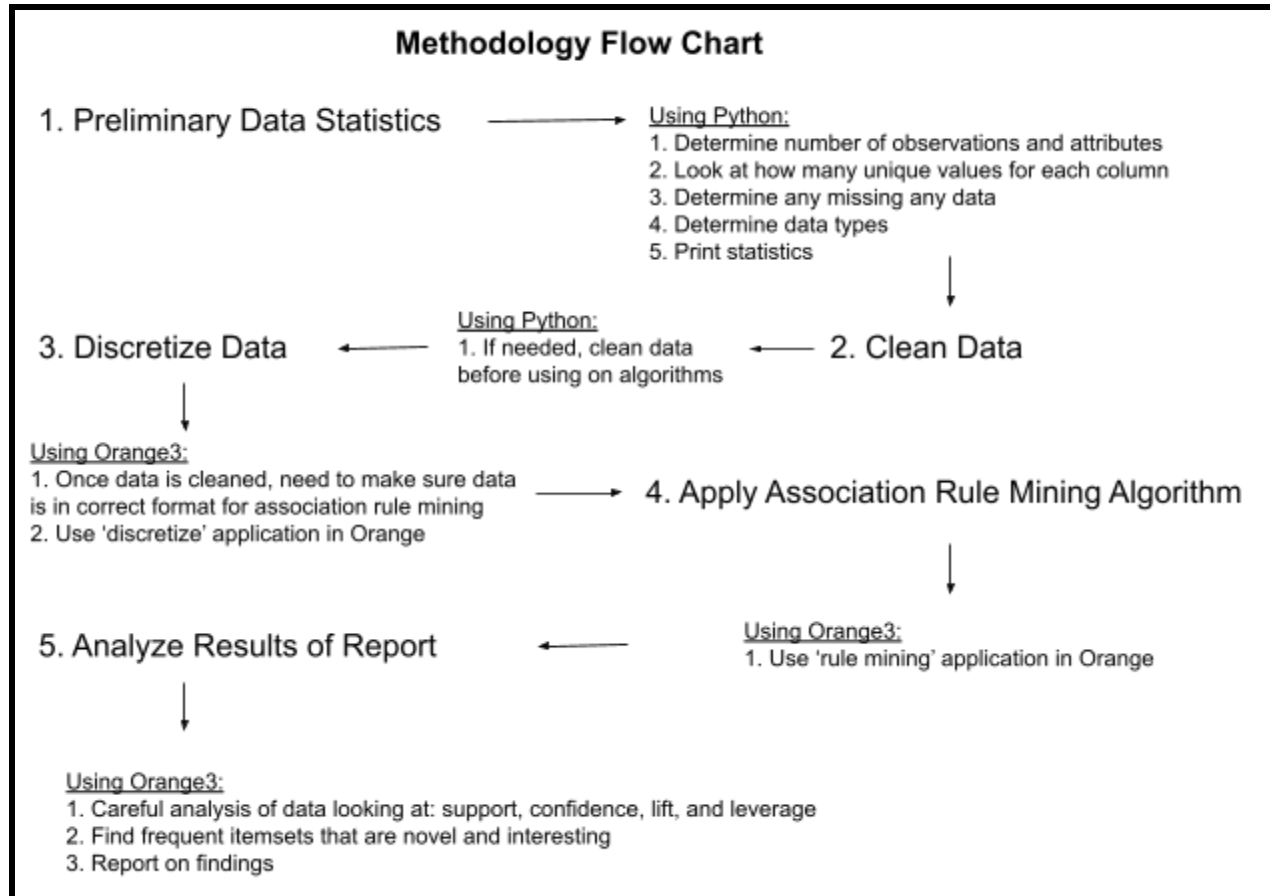 Methodology Flow Chart
1. Preliminary Data Statistics
Using Python:
1. Determine number of observations and attributes
2. Look at how many unique values for each column
3. Determine any missing any data
4. Determine data types
5. Print statistics
2. Clean Data
Using Python:
1. If needed, clean data
before using on algorithms
3. Discretize Data
Using Orange3:
1. Once data is cleaned, need to make sure data
is in correct format for association rule mining
2. Use ‘discretize’ application in Orange
4. Apply Association Rule Mining Algorithm
Using Orange3:
1. Use ‘rule mining’ application in Orange
5. Analyze Results of Report
Using Orange3:
1. Careful analysis of data looking at: support, confidence, lift, and leverage
2. Find frequent itemsets that are novel and interesting
3. Report on findings